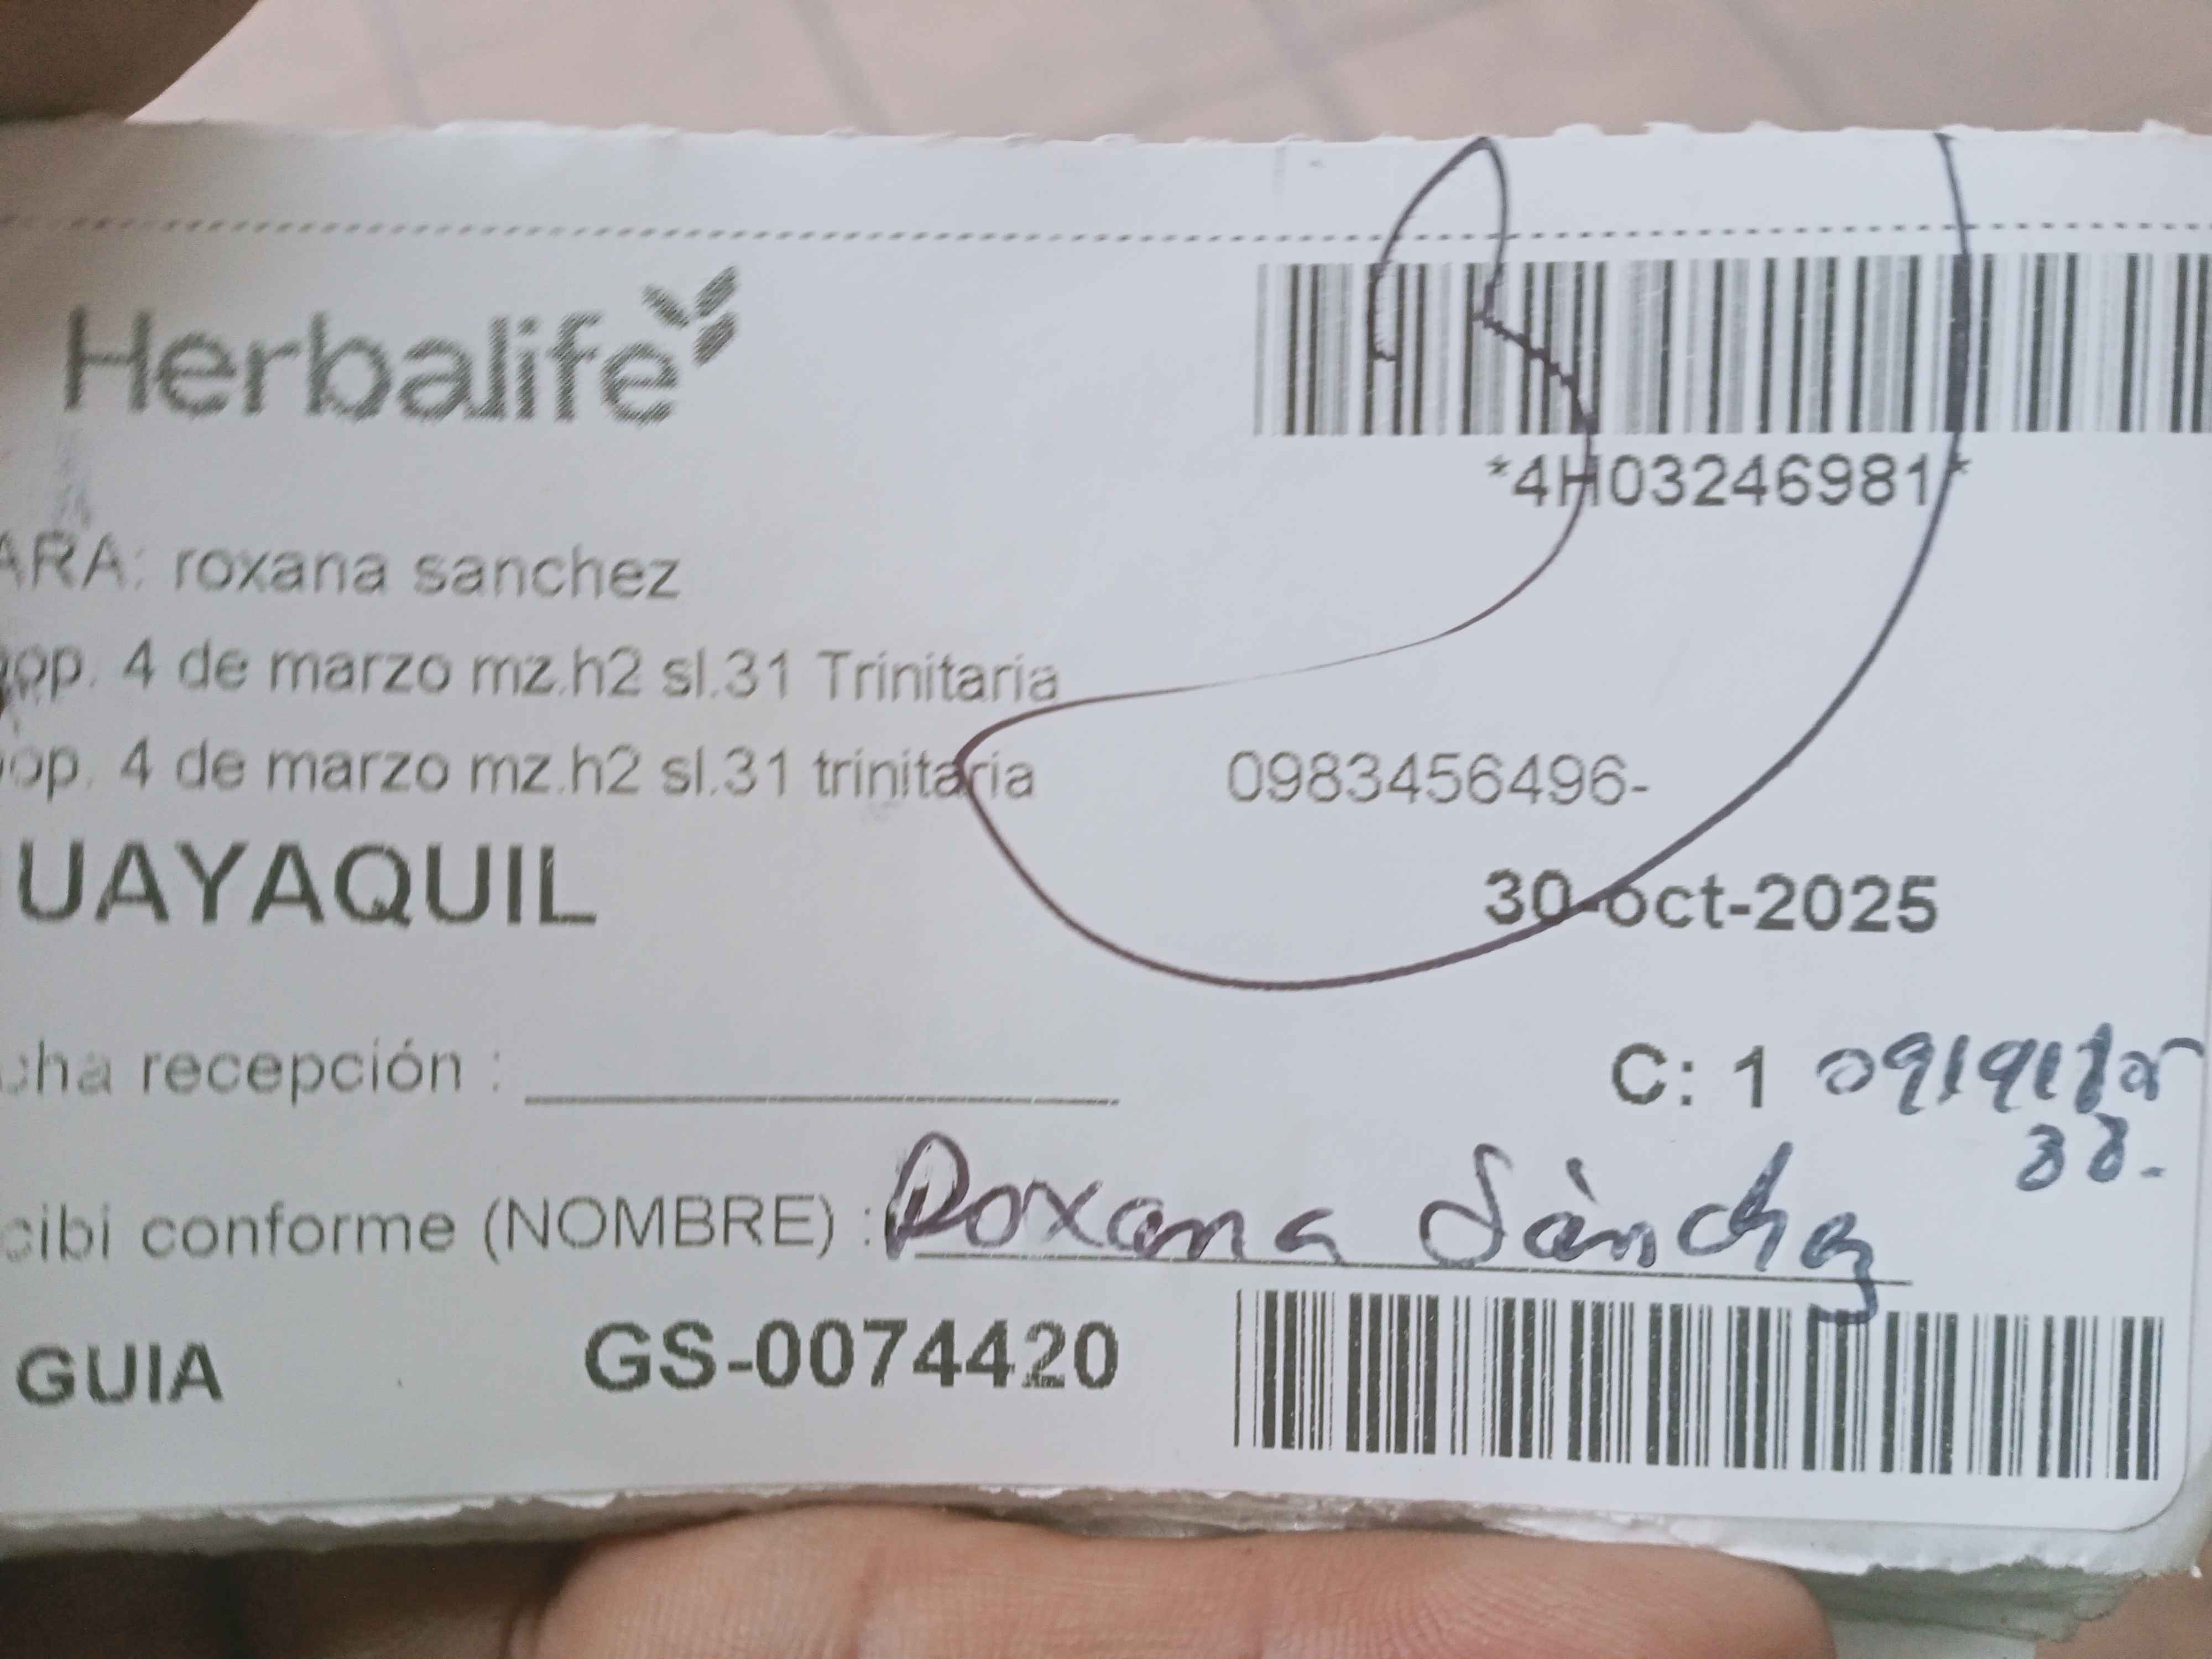 Herbalife
*4H03246981*
ARA: roxana sanchez
op. 4 de marzo mz.h2 sl.31 Trinitaria
op. 4 de marzo mz.h2 sl.31 trinitaria 0983456496-
UAYAQUIL
30-oct-2025
cha recepción :
C: 1
cibi conforme (NOMBRE) : Roxana Sánchez
GUIA GS-0074420